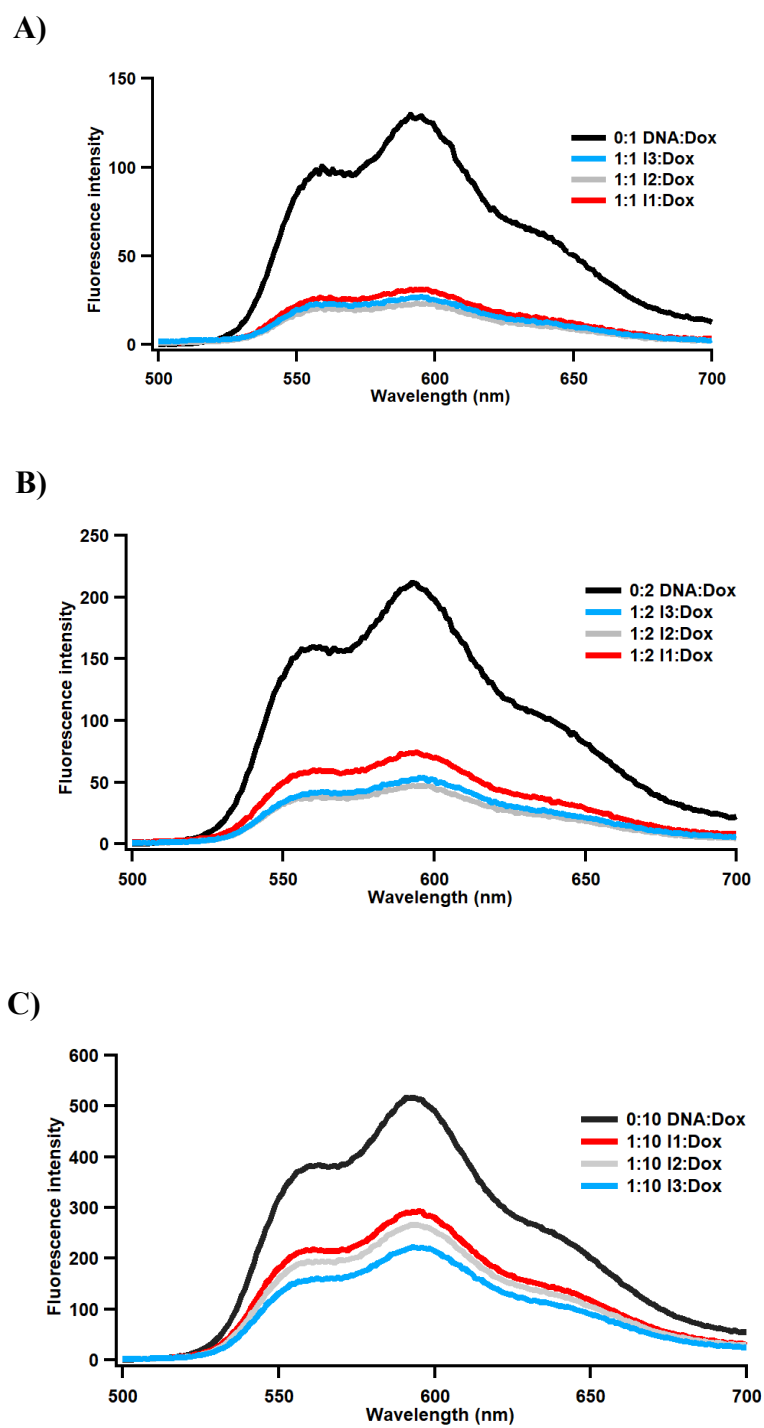 A)
150
100
50
0
Fluorescence intensity
0:1 DNA:Dox
1:1 I3:Dox
1:1 I2:Dox
1:1 I1:Dox
500 550 600 650 700
Wavelength (nm)
B)
250
200
150
100
50
0
Fluorescence intensity
0:2 DNA:Dox
1:2 I3:Dox
1:2 I2:Dox
1:2 I1:Dox
500 550 600 650 700
Wavelength (nm)
C)
600
500
400
300
200
100
0
Fluorescence intensity
0:10 DNA:Dox
1:10 I1:Dox
1:10 I2:Dox
1:10 I3:Dox
500 550 600 650 700
Wavelength (nm)